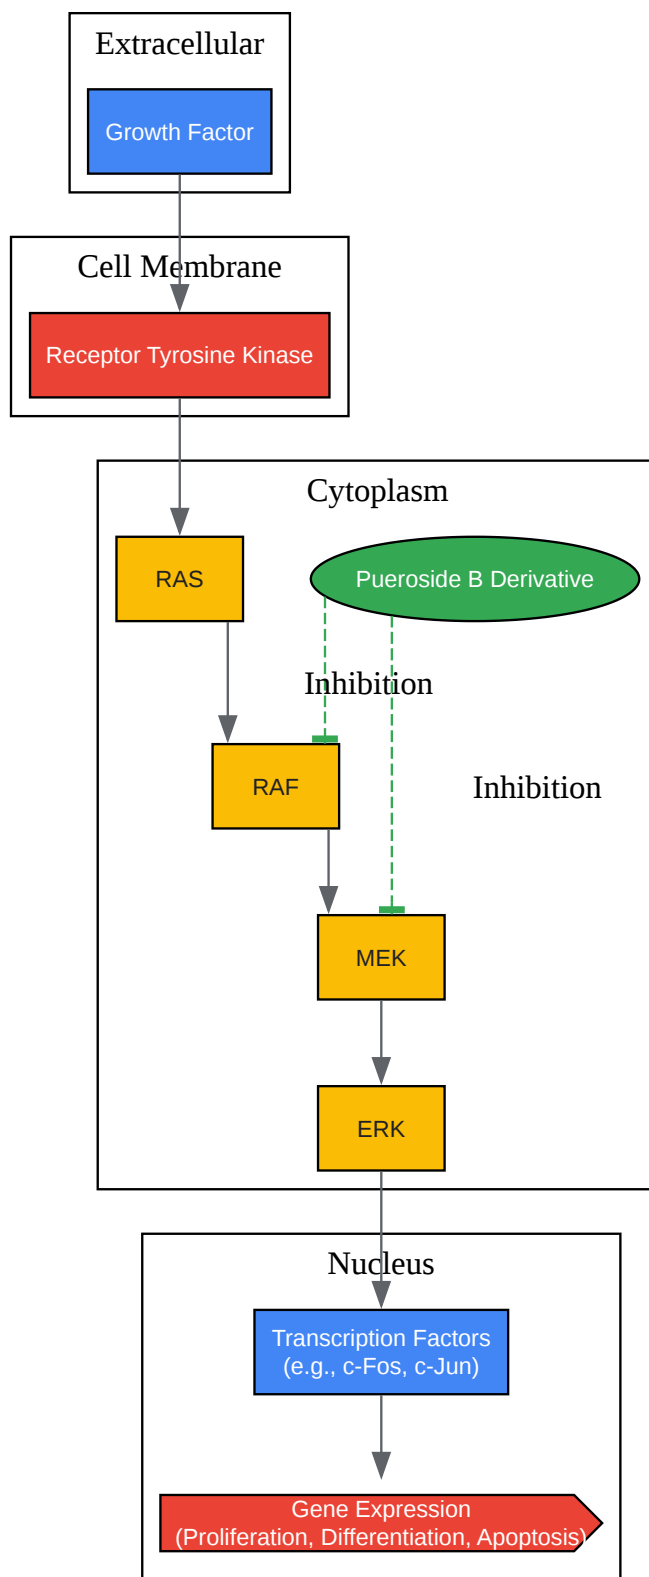 Extracellular
Growth Factor
Cell Membrane
Receptor Tyrosine Kinase
Cytoplasm
RAS
Pueroside B Derivative
Inhibition
RAF
Inhibition
MEK
ERK
Nucleus
Transcription Factors
(e.g., c-Fos, c-Jun)
Gene Expression
(Proliferation, Differentiation, Apoptosis)